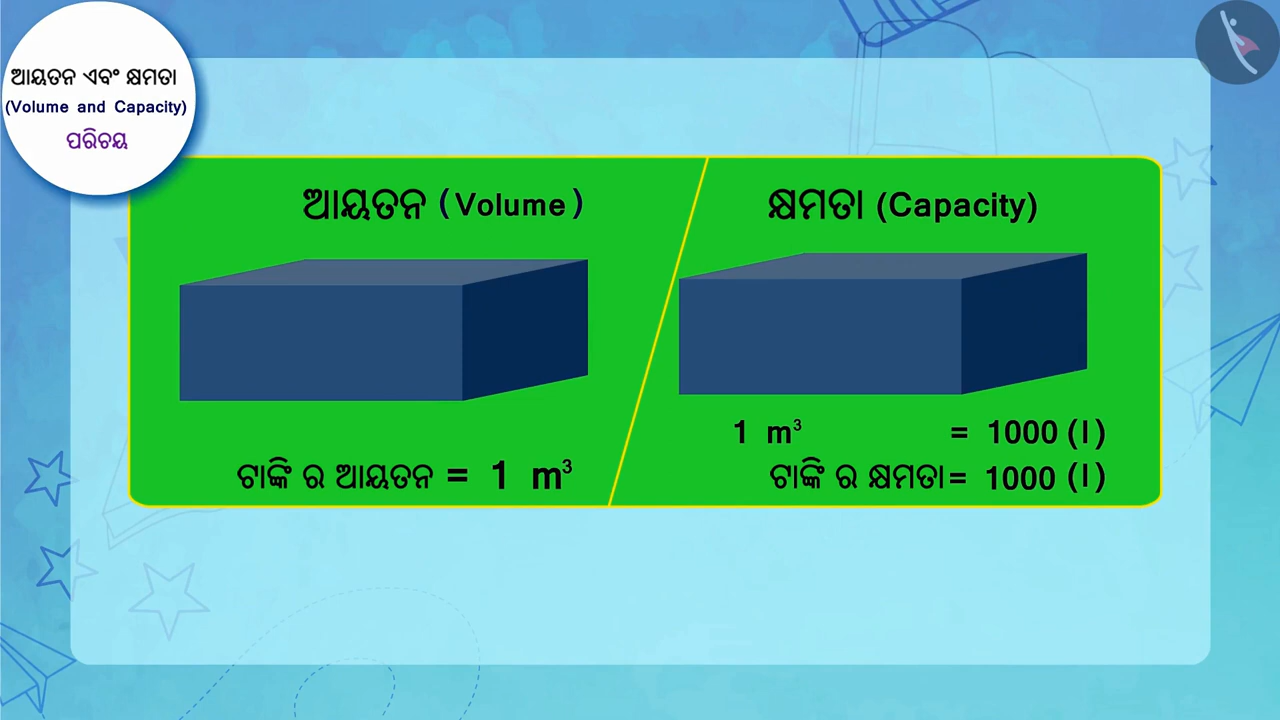 ଆୟତନ ଏବଂ କ୍ଷମତା
(Volume and Capacity)
ପରିଚୟ
ଆୟତନ (Volume)
ଟାଙ୍କି ର ଆୟତନ = 1 m³
କ୍ଷମତା (Capacity)
1 m³ = 1000 (l)
ଟାଙ୍କି ର କ୍ଷମତା= 1000 (l)